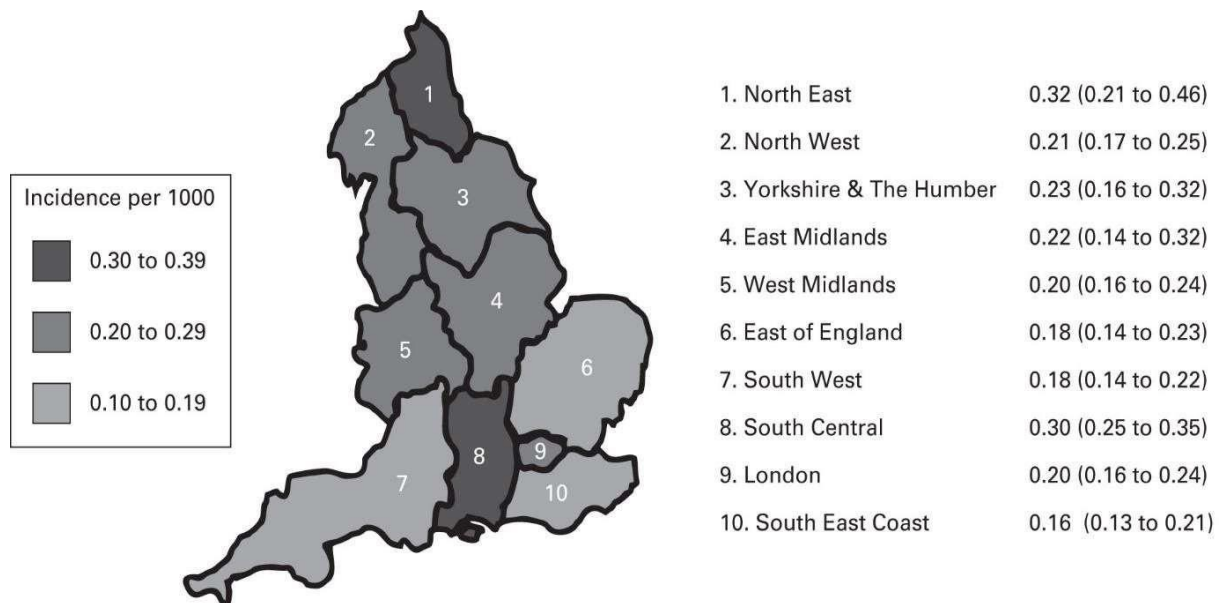 1
2
3
4
5
6
7
8
9
10
Incidence per 1000
0.30 to 0.39
0.20 to 0.29
0.10 to 0.19
1. North East 0.32 (0.21 to 0.46)
2. North West 0.21 (0.17 to 0.25)
3. Yorkshire & The Humber 0.23 (0.16 to 0.32)
4. East Midlands 0.22 (0.14 to 0.32)
5. West Midlands 0.20 (0.16 to 0.24)
6. East of England 0.18 (0.14 to 0.23)
7. South West 0.18 (0.14 to 0.22)
8. South Central 0.30 (0.25 to 0.35)
9. London 0.20 (0.16 to 0.24)
10. South East Coast 0.16 (0.13 to 0.21)